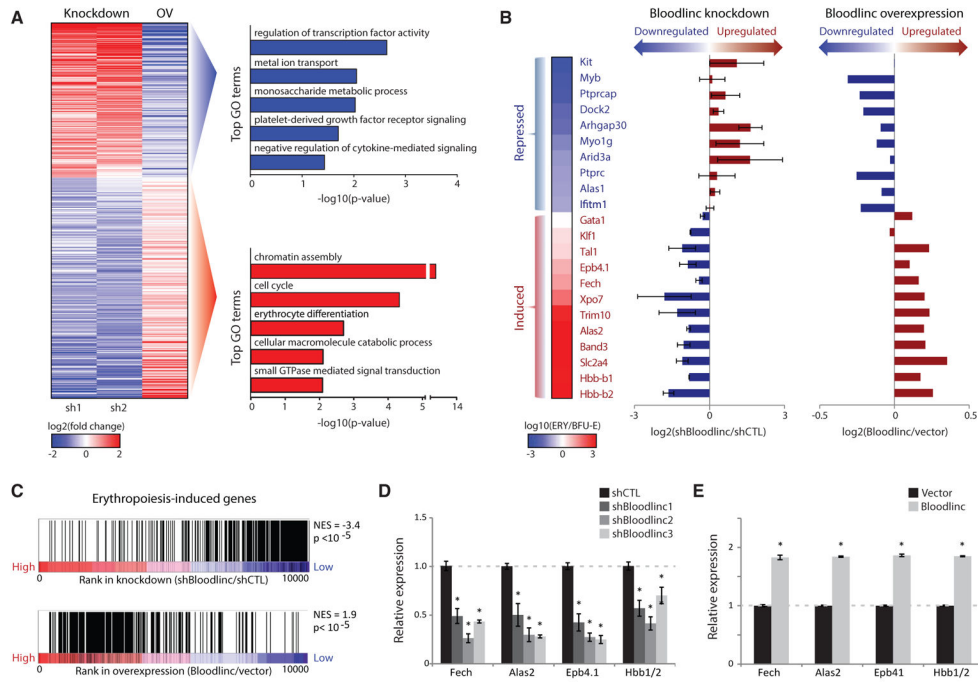 A
Knockdown OV
sh1 sh2
log2(fold change)
-2 0 2
Top GO terms
regulation of transcription factor activity
metal ion transport
monosaccharide metabolic process
platelet-derived growth factor receptor signaling
negative regulation of cytokine-mediated signaling
0 1 2 3 4
-log10(p-value)
Top GO terms
chromatin assembly
cell cycle
erythrocyte differentiation
cellular macromolecule catabolic process
small GTPase mediated signal transduction
0 1 2 3 4 5 14
-log10(p-value)
B
Bloodlinc knockdown
Downregulated Upregulated
Bloodlinc overexpression
Downregulated Upregulated
Repressed
Induced
Kit
Myb
Ptprcap
Dock2
Arhgap30
Myo1g
Arid3a
Ptprc
Alas1
Ifitm1
Gata1
Klf1
Tal1
Epb4.1
Fech
Xpo7
Trim10
Alas2
Band3
Slc2a4
Hbb-b1
Hbb-b2
log10(ERY/BFU-E)
-3 0 3
-3 0 3
log2(shBloodlinc/shCTL)
-0.5 0 0.5
log2(Bloodlinc/vector)
C
Erythropoiesis-induced genes
NES = -3.4
p <10 -5
High 0 10000 Low
Rank in knockdown (shBloodlinc/shCTL)
NES = 1.9
p< 10 -5
High 0 10000 Low
Rank in overexpression (Bloodlinc/vector)
D
shCTL
shBloodlinc1
shBloodlinc2
shBloodlinc3
Relative expression
1.5
1.0
0.5
0.0
* * *
* * *
* * *
* * *
Fech Alas2 Epb4.1 Hbb1/2
E
Vector
Bloodlinc
Relative expression
2
1
0
* * * *
Fech Alas2 Epb41 Hbb1/2